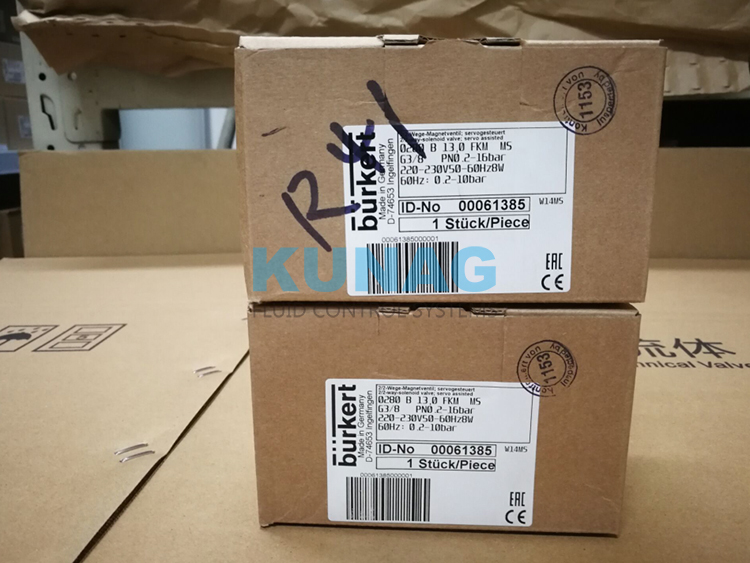 R41
bürkert
Made in Germany
D-74653 Ingelfingen
2/2-Wege-Magnetventil; servogesteuert
2/2-way-solenoid valve; servo assisted
0280 B 13,0 FKM MS
G3/8 PN0.2-16bar
220-230V50-60Hz8W
60Hz: 0.2-10bar
ID-No 00061385
W14MS
1 Stück/Piece
00061385000001
EAC
CE
1153
KUNAG
FLUID CONTROL SYSTEMS
bürkert
Made in Germany
D-74653 Ingelfingen
2/2-Wege-Magnetventil; servogesteuert
2/2-way-solenoid valve; servo assisted
0280 B 13,0 FKM MS
G3/8 PN0.2-16bar
220-230V50-60Hz8W
60Hz: 0.2-10bar
ID-No 00061385
W14MS
1 Stück/Piece
00061385000001
EAC
CE
1153
流体
Valve